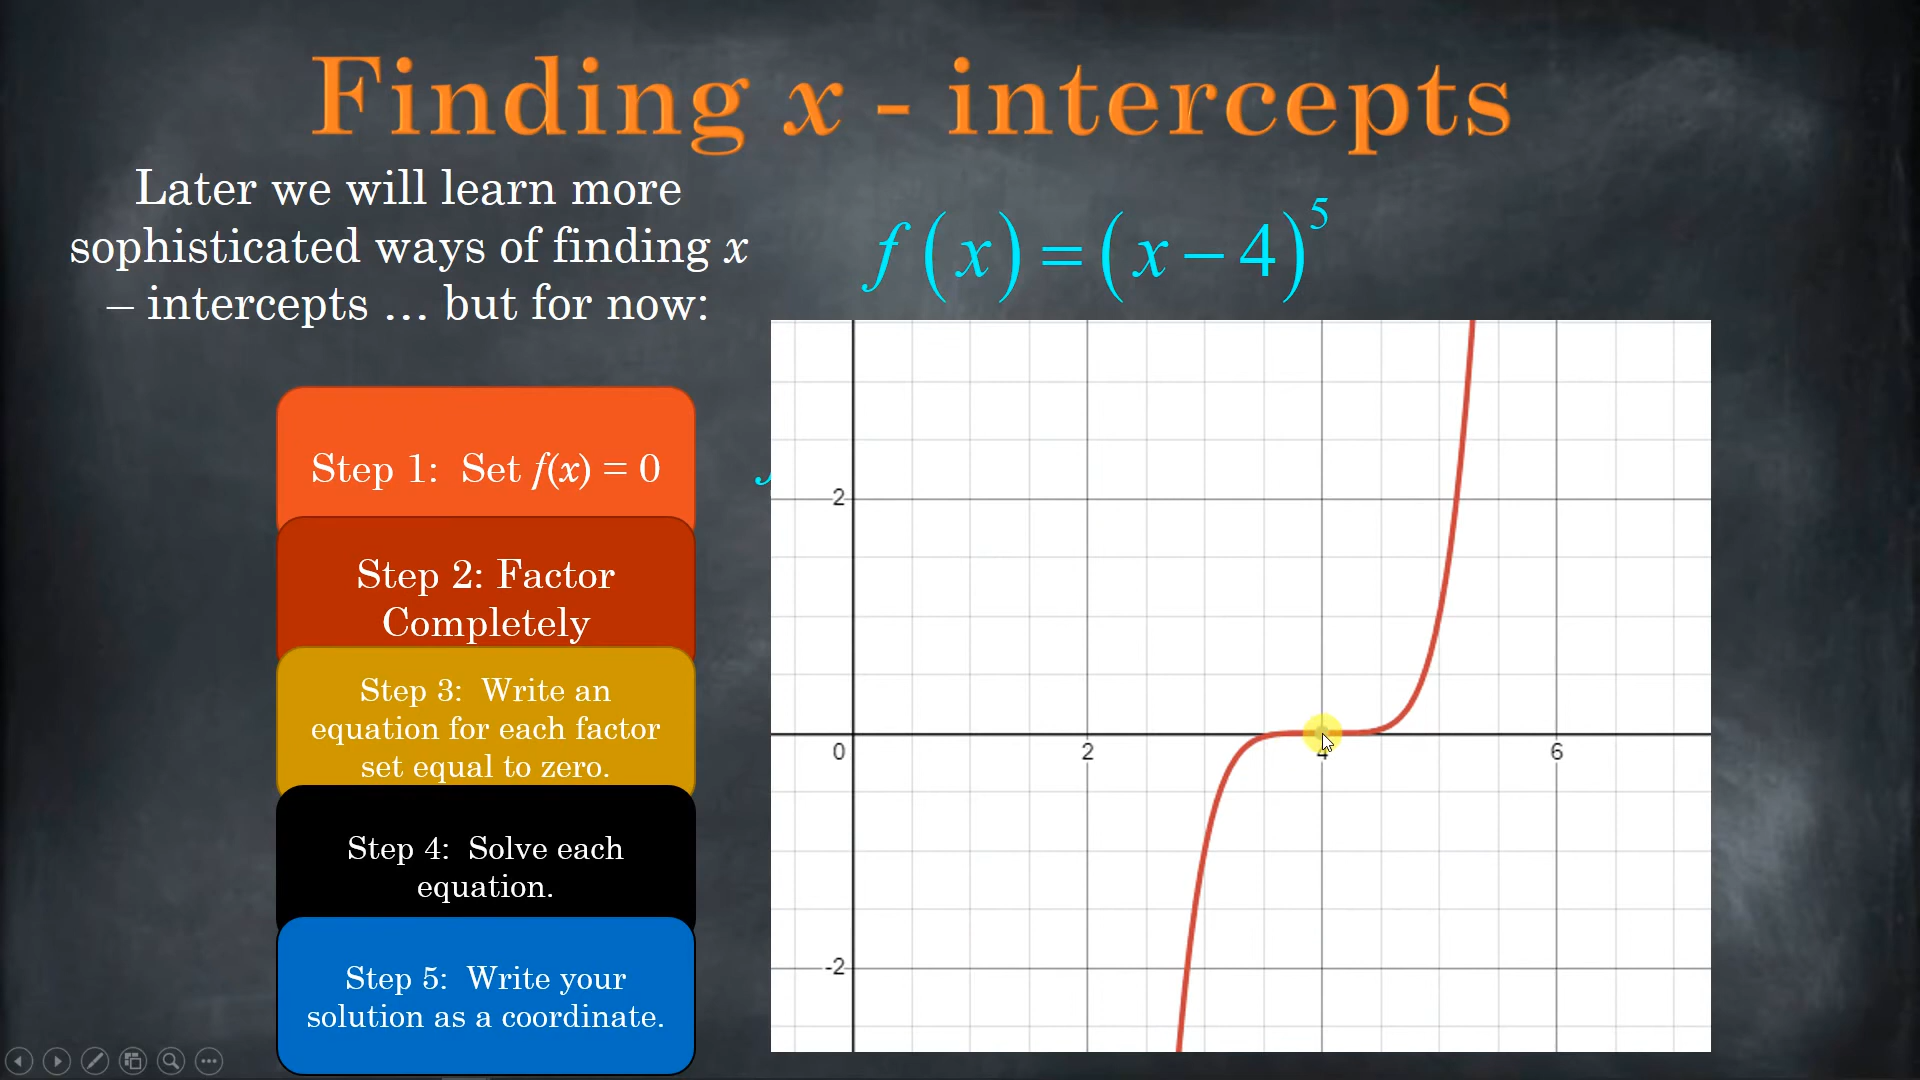 Finding x - intercepts
Later we will learn more
sophisticated ways of finding x
– intercepts … but for now:
f(x) = (x − 4)⁵
Step 1:  Set f(x) = 0
Step 2: Factor
Completely
Step 3:  Write an
equation for each factor
set equal to zero.
Step 4:  Solve each
equation.
Step 5:  Write your
solution as a coordinate.
2
0
2
4
6
-2